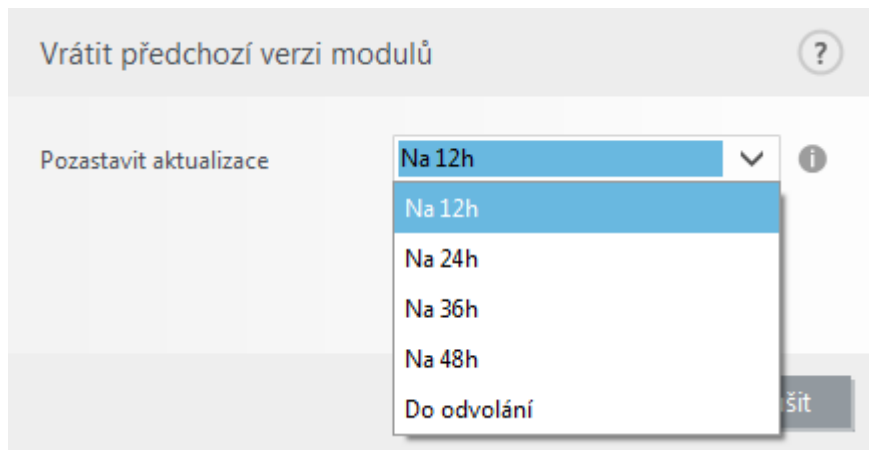 Vrátit předchozí verzi modulů
?
Pozastavit aktualizace
Na 12h
i
Na 12h
Na 24h
Na 36h
Na 48h
Do odvolání